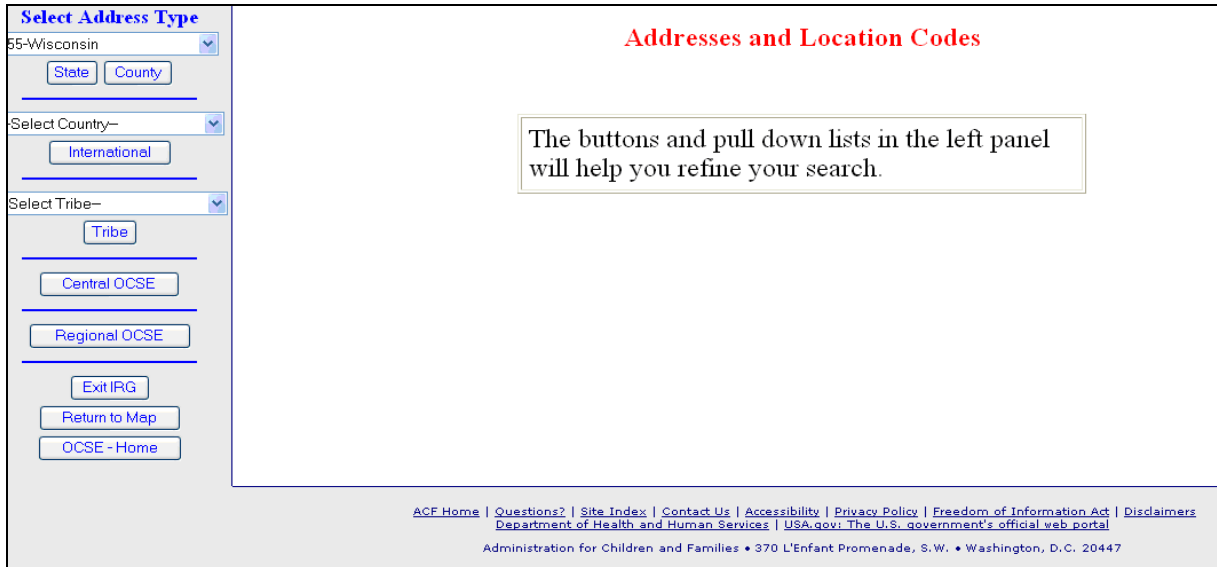 Select Address Type
55-Wisconsin
State County
-Select Country--
International
Select Tribe--
Tribe
Central OCSE
Regional OCSE
Exit IRG
Return to Map
OCSE - Home
Addresses and Location Codes
The buttons and pull down lists in the left panel
will help you refine your search.
ACF Home | Questions? | Site Index | Contact Us | Accessibility | Privacy Policy | Freedom of Information Act | Disclaimers
Department of Health and Human Services | USA.gov: The U.S. government's official web portal
Administration for Children and Families • 370 L'Enfant Promenade, S.W. • Washington, D.C. 20447